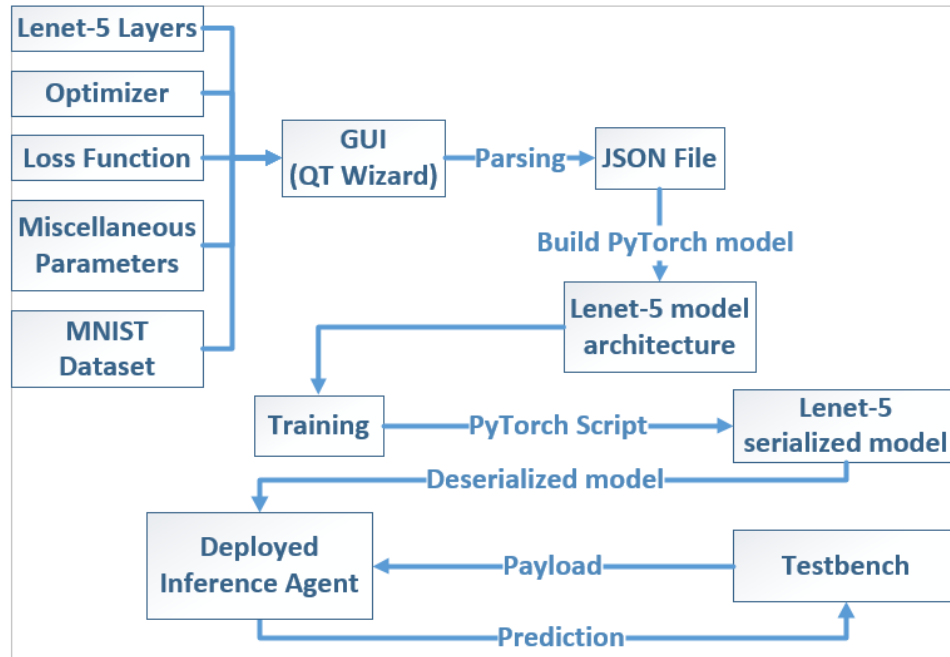 Lenet-5 Layers
Optimizer
Loss Function
Miscellaneous
Parameters
MNIST
Dataset
GUI
(QT Wizard)
Parsing
JSON File
Build PyTorch model
Lenet-5 model
architecture
Training
PyTorch Script
Lenet-5
serialized model
Deserialized model
Deployed
Inference Agent
Payload
Testbench
Prediction